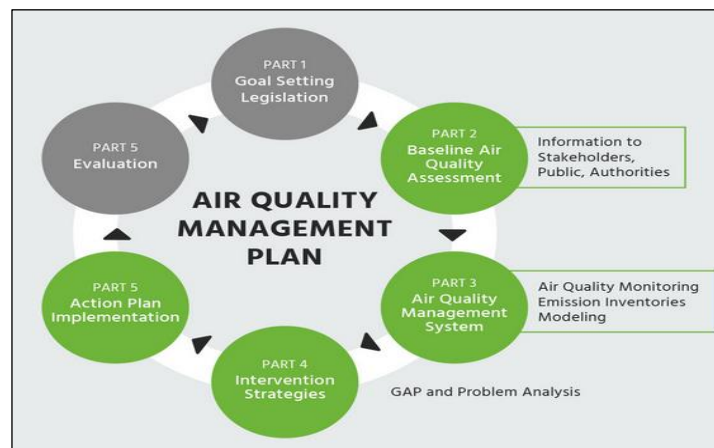 PART 1
Goal Setting
Legislation
PART 2
Baseline Air
Quality
Assessment
Information to
Stakeholders,
Public, Authorities
PART 5
Evaluation
AIR QUALITY
MANAGEMENT
PLAN
PART 3
Air Quality
Management
System
Air Quality Monitoring
Emission Inventories
Modeling
PART 5
Action Plan
Implementation
PART 4
Intervention
Strategies
GAP and Problem Analysis